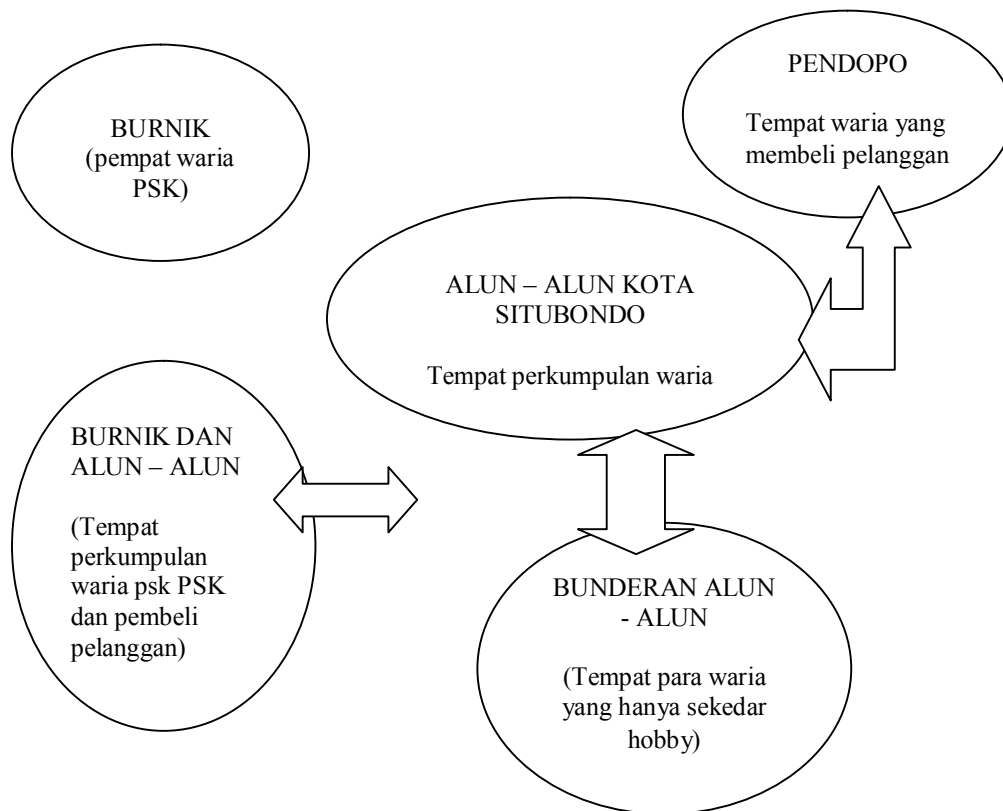 BURNIK
(pempat waria
PSK)
PENDOPO
Tempat waria yang
membeli pelanggan
ALUN – ALUN KOTA
SITUBONDO
Tempat perkumpulan waria
BURNIK DAN
ALUN – ALUN
(Tempat
perkumpulan
waria psk PSK
dan pembeli
pelanggan)
BUNDERAN ALUN
- ALUN
(Tempat para waria
yang hanya sekedar
hobby)